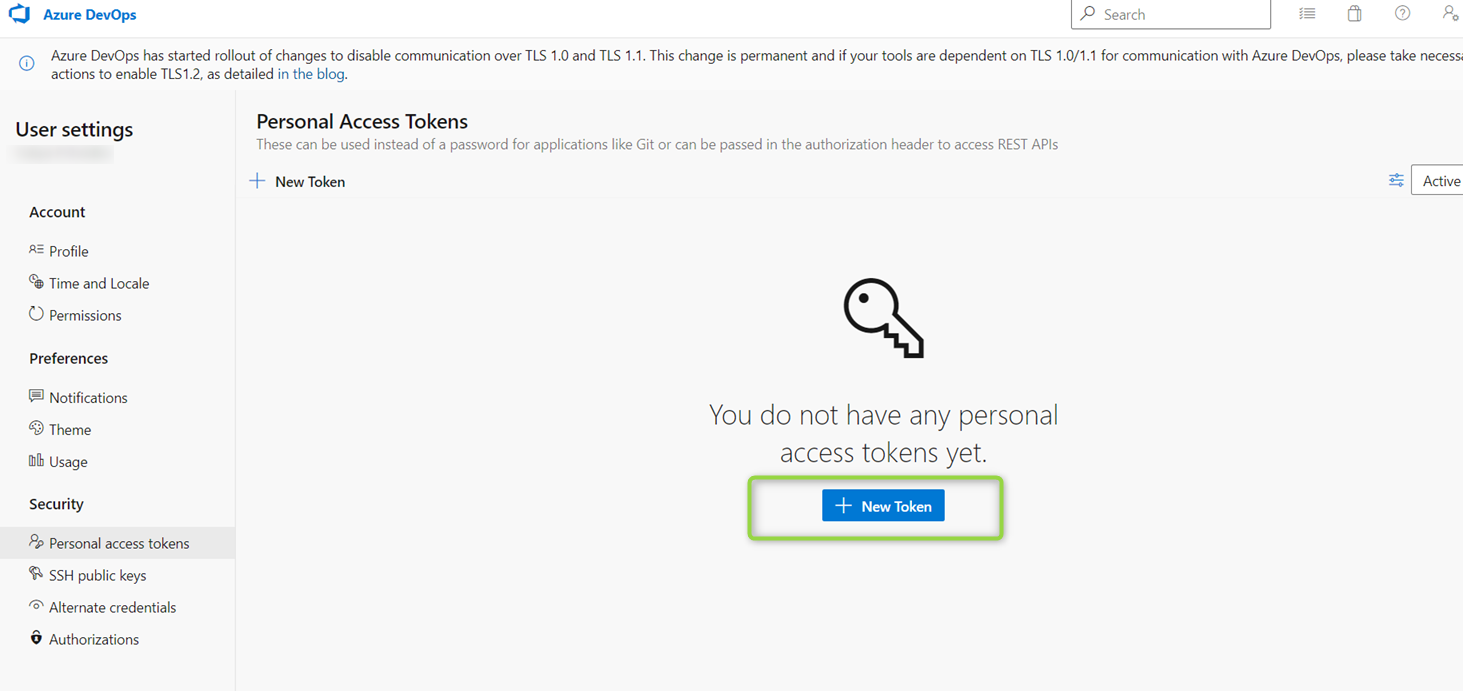 Azure DevOps
Search
Azure DevOps has started rollout of changes to disable communication over TLS 1.0 and TLS 1.1. This change is permanent and if your tools are dependent on TLS 1.0/1.1 for communication with Azure DevOps, please take necessa
actions to enable TLS1.2, as detailed in the blog.
User settings
Account
Profile
Time and Locale
Permissions
Preferences
Notifications
Theme
Usage
Security
Personal access tokens
SSH public keys
Alternate credentials
Authorizations
Personal Access Tokens
These can be used instead of a password for applications like Git or can be passed in the authorization header to access REST APIs
New Token
Active
You do not have any personal
access tokens yet.
New Token